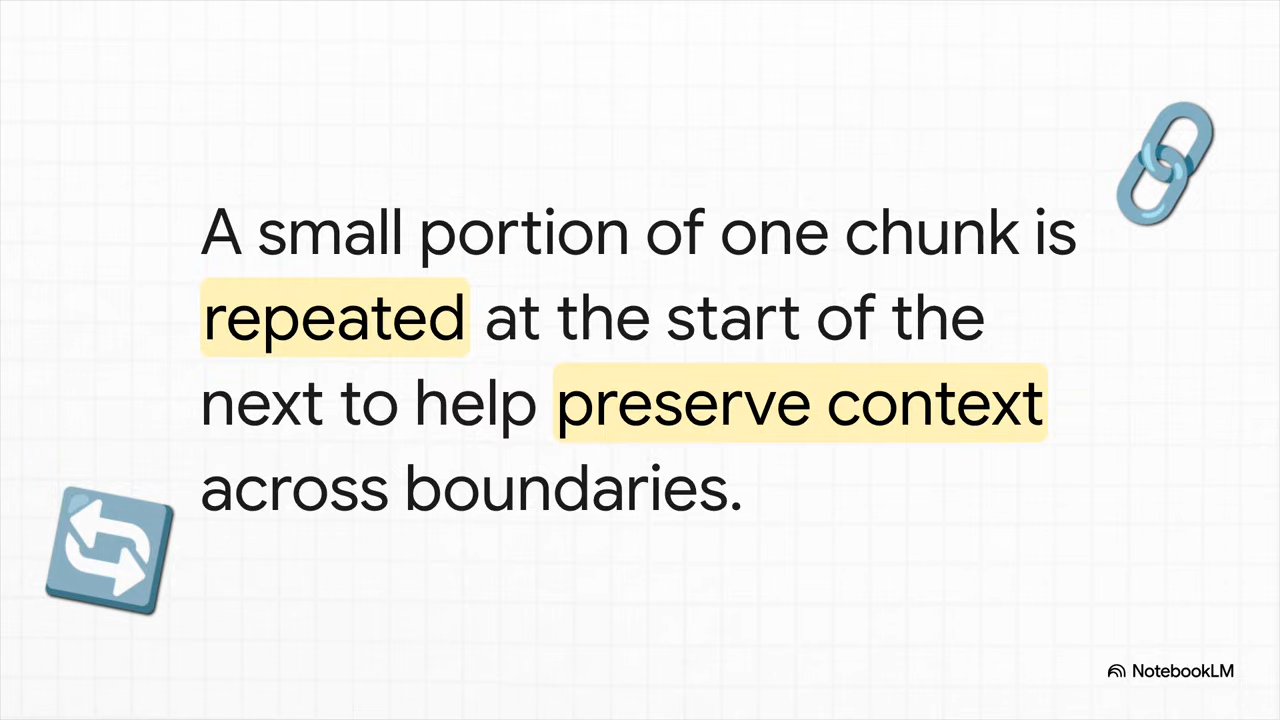 A small portion of one chunk is
repeated at the start of the
next to help preserve context
across boundaries.
NotebookLM